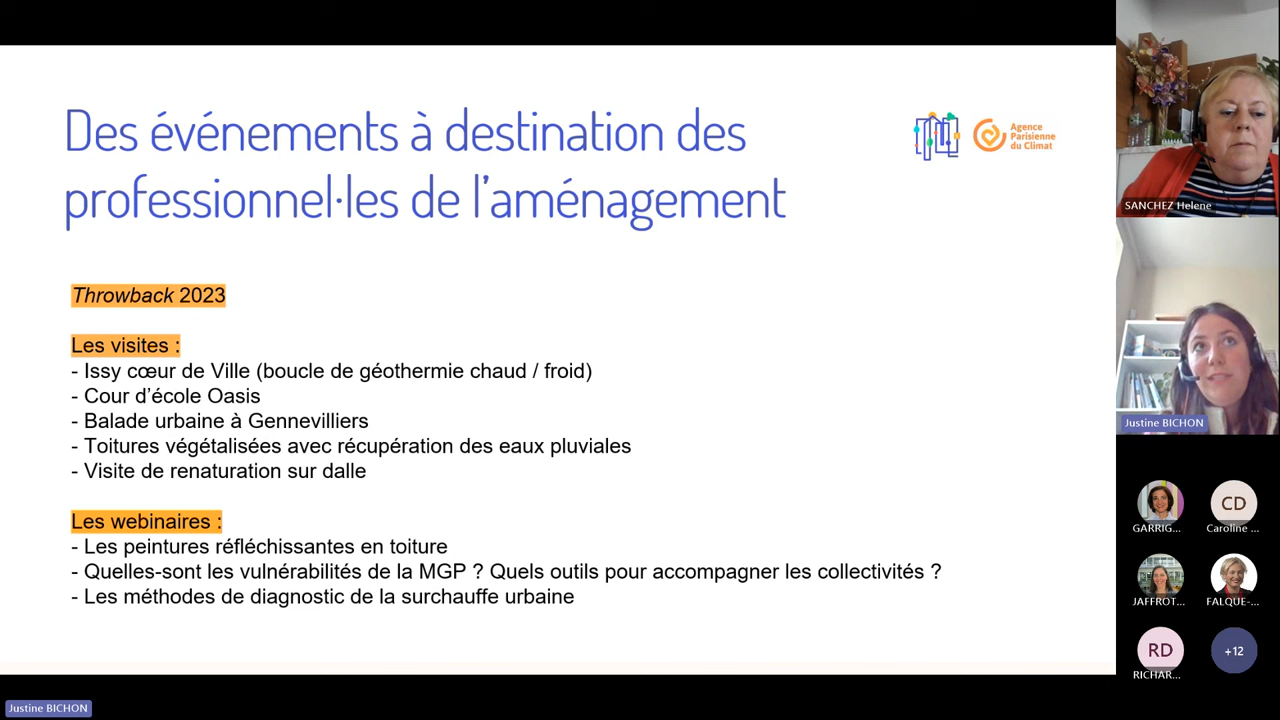 Des événements à destination des
professionnel·les de l'aménagement
Agence
Parisienne
du Climat
Throwback 2023
Les visites :
- Issy cœur de Ville (boucle de géothermie chaud / froid)
- Cour d'école Oasis
- Balade urbaine à Gennevilliers
- Toitures végétalisées avec récupération des eaux pluviales
- Visite de renaturation sur dalle
Les webinaires :
- Les peintures réfléchissantes en toiture
- Quelles-sont les vulnérabilités de la MGP ? Quels outils pour accompagner les collectivités ?
- Les méthodes de diagnostic de la surchauffe urbaine
SANCHEZ Helene
Justine BICHON
GARRIG...
CD
Caroline ...
JAFFROT...
FALQUE-...
RD
RICHAR...
+12
Justine BICHON